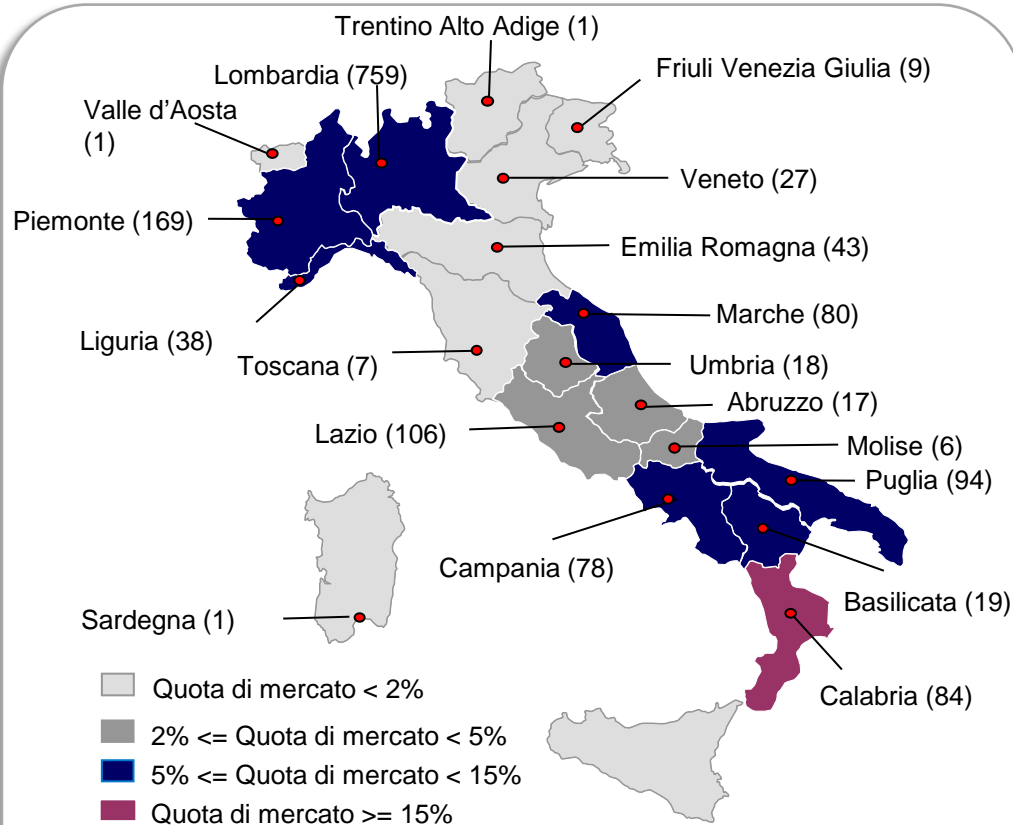 Trentino Alto Adige (1)
Lombardia (759)
Friuli Venezia Giulia (9)
Valle d’Aosta
(1)
Veneto (27)
Piemonte (169)
Emilia Romagna (43)
Marche (80)
Liguria (38)
Toscana (7)
Umbria (18)
Abruzzo (17)
Lazio (106)
Molise (6)
Puglia (94)
Campania (78)
Basilicata (19)
Sardegna (1)
Calabria (84)
Quota di mercato < 2%
2% <= Quota di mercato < 5%
5% <= Quota di mercato < 15%
Quota di mercato >= 15%